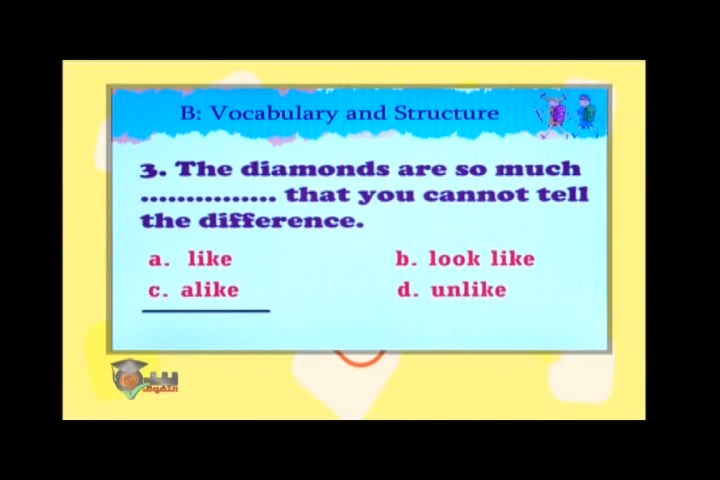 B: Vocabulary and Structure
3. The diamonds are so much
............... that you cannot tell
the difference.
a. like
b. look like
c. alike
d. unlike
التفوق